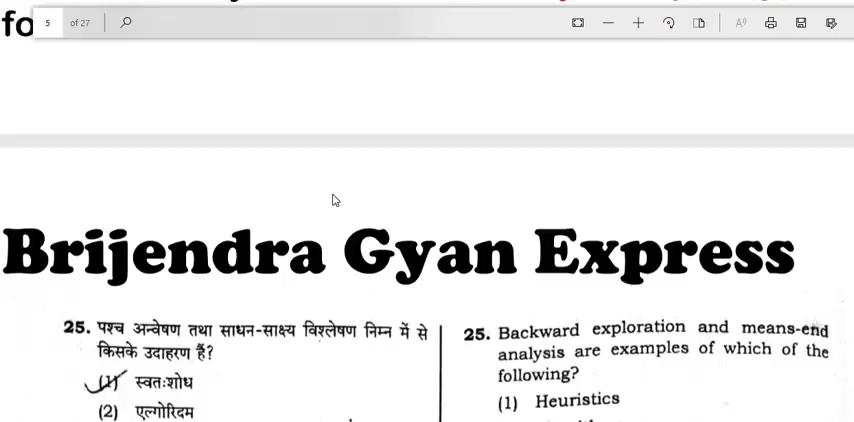 fo
5 of 27
Brijendra Gyan Express
25. पश्च अन्वेषण तथा साधन-साक्ष्य विश्लेषण निम्न में से
किसके उदाहरण हैं?
(1) स्वतःशोध
(2) एल्गोरिदम
25. Backward exploration and means-end
analysis are examples of which of the
following?
(1) Heuristics